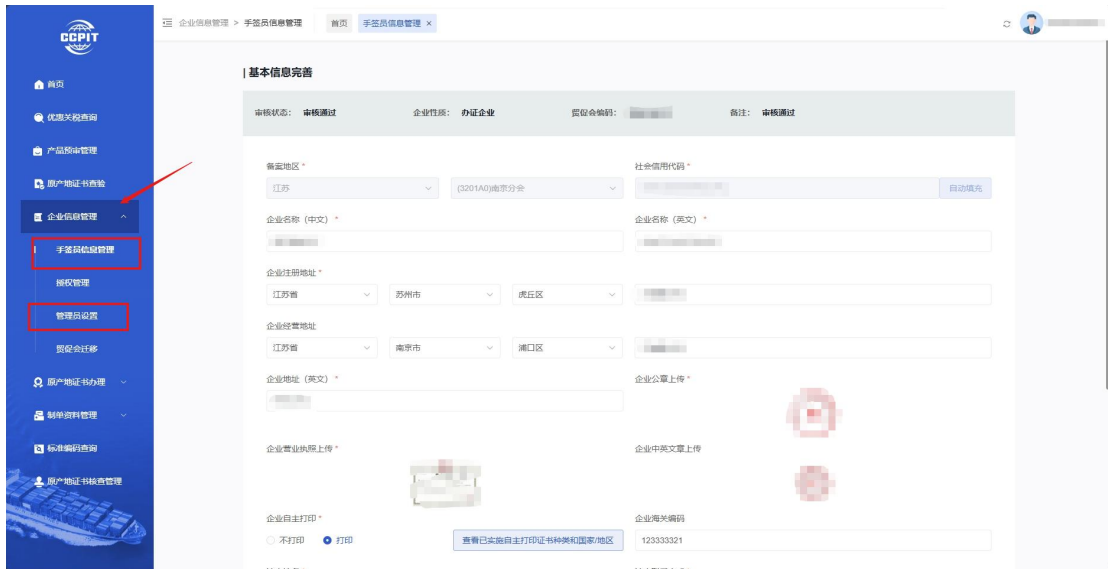 CCPIT
企业信息管理 > 手签员信息管理
首页
手签员信息管理 ×
首页
优惠关税查询
产品预审管理
原产地证书查验
企业信息管理
手签员信息管理
授权管理
管理员设置
贸促会迁移
原产地证书办理
制单资料管理
标准编码查询
原产地证书核查管理
基本信息完善
审核状态: 审核通过
企业性质: 办证企业
贸促会编码:
备注: 审核通过
备案地区 *
社会信用代码 *
江苏
(3201A0)南京分会
自动填充
企业名称（中文） *
企业名称（英文） *
企业注册地址 *
江苏省
苏州市
虎丘区
企业经营地址
江苏省
南京市
浦口区
企业地址（英文） *
企业公章上传 *
企业营业执照上传 *
企业中英文章上传
企业自主打印 *
企业海关编码
不打印
打印
查看已实施自主打印证书种类和国家/地区
123333321